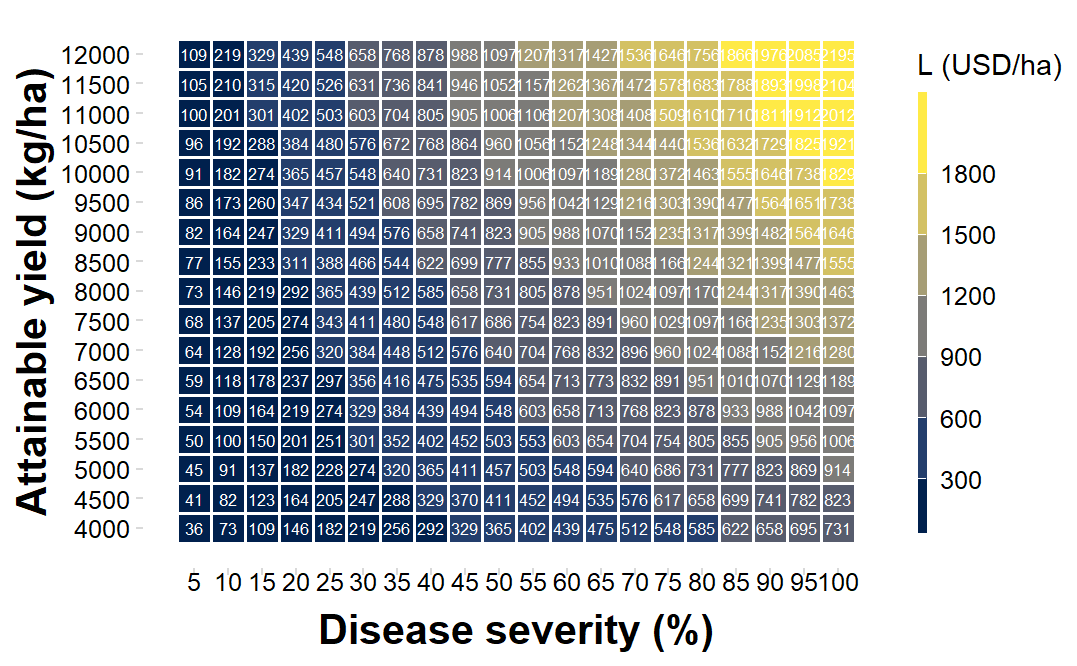 L (USD/ha)
12000 109 219 329 439 548 658 768 878 988 1097 1207 1317 1427 1536 1646 1756 1866 1976 2085 2195
11500 105 210 315 420 526 631 736 841 946 1052 1157 1262 1367 1472 1578 1683 1788 1893 1998 2104
11000 100 201 301 402 503 603 704 805 905 1006 1106 1207 1308 1408 1509 1610 1710 1811 1912 2012
10500 96 192 288 384 480 576 672 768 864 960 1056 1152 1248 1344 1440 1536 1632 1729 1825 1921
10000 91 182 274 365 457 548 640 731 823 914 1006 1097 1189 1280 1372 1463 1555 1646 1738 1829
9500 86 173 260 347 434 521 608 695 782 869 956 1042 1129 1216 1303 1390 1477 1564 1651 1738
9000 82 164 247 329 411 494 576 658 741 823 905 988 1070 1152 1235 1317 1399 1482 1564 1646
8500 77 155 233 311 388 466 544 622 699 777 855 933 1010 1088 1166 1244 1321 1399 1477 1555
8000 73 146 219 292 365 439 512 585 658 731 805 878 951 1024 1097 1170 1244 1317 1390 1463
7500 68 137 205 274 343 411 480 548 617 686 754 823 891 960 1029 1097 1166 1235 1303 1372
7000 64 128 192 256 320 384 448 512 576 640 704 768 832 896 960 1024 1088 1152 1216 1280
6500 59 118 178 237 297 356 416 475 535 594 654 713 773 832 891 951 1010 1070 1129 1189
6000 54 109 164 219 274 329 384 439 494 548 603 658 713 768 823 878 933 988 1042 1097
5500 50 100 150 201 251 301 352 402 452 503 553 603 654 704 754 805 855 905 956 1006
5000 45 91 137 182 228 274 320 365 411 457 503 548 594 640 686 731 777 823 869 914
4500 41 82 123 164 205 247 288 329 370 411 452 494 535 576 617 658 699 741 782 823
4000 36 73 109 146 182 219 256 292 329 365 402 439 475 512 548 585 622 658 695 731
5 10 15 20 25 30 35 40 45 50 55 60 65 70 75 80 85 90 95 100
Disease severity (%)
Attainable yield (kg/ha)
1800
1500
1200
900
600
300